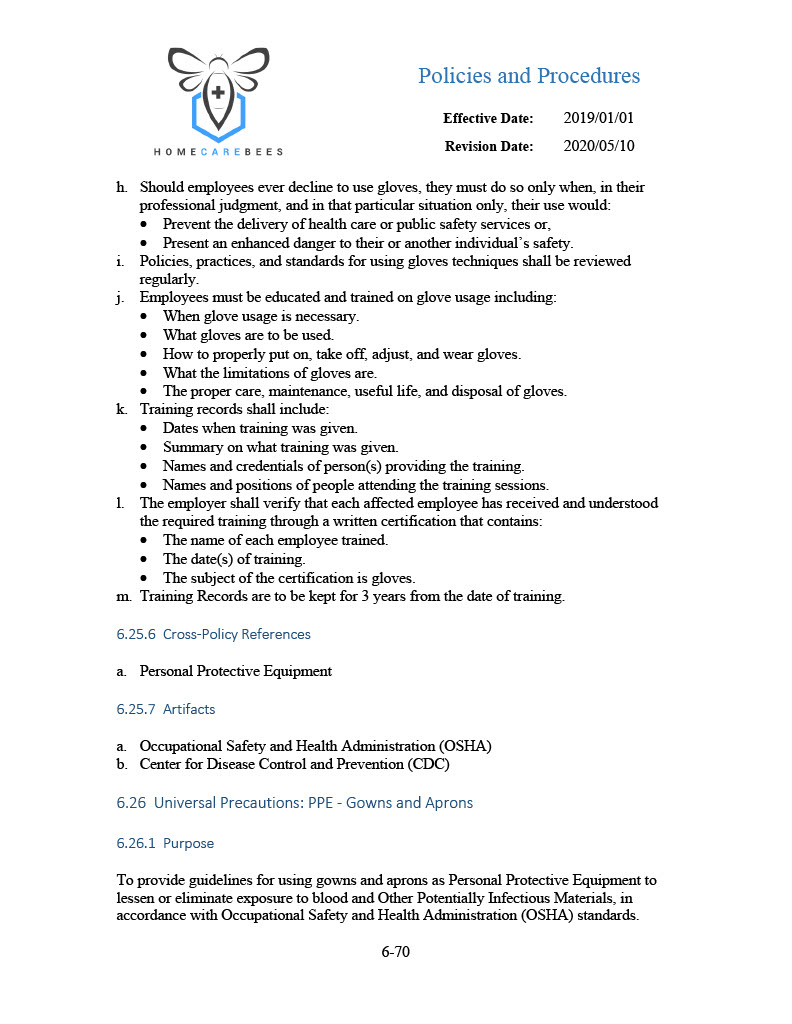 Policies and Procedures
Effective Date: 2019/01/01
Revision Date: 2020/05/10
HOMECAREBEES
h. Should employees ever decline to use gloves, they must do so only when, in their
professional judgment, and in that particular situation only, their use would:
• Prevent the delivery of health care or public safety services or,
• Present an enhanced danger to their or another individual’s safety.
i. Policies, practices, and standards for using gloves techniques shall be reviewed
regularly.
j. Employees must be educated and trained on glove usage including:
• When glove usage is necessary.
• What gloves are to be used.
• How to properly put on, take off, adjust, and wear gloves.
• What the limitations of gloves are.
• The proper care, maintenance, useful life, and disposal of gloves.
k. Training records shall include:
• Dates when training was given.
• Summary on what training was given.
• Names and credentials of person(s) providing the training.
• Names and positions of people attending the training sessions.
l. The employer shall verify that each affected employee has received and understood
the required training through a written certification that contains:
• The name of each employee trained.
• The date(s) of training.
• The subject of the certification is gloves.
m. Training Records are to be kept for 3 years from the date of training.
6.25.6 Cross-Policy References
a. Personal Protective Equipment
6.25.7 Artifacts
a. Occupational Safety and Health Administration (OSHA)
b. Center for Disease Control and Prevention (CDC)
6.26 Universal Precautions: PPE - Gowns and Aprons
6.26.1 Purpose
To provide guidelines for using gowns and aprons as Personal Protective Equipment to
lessen or eliminate exposure to blood and Other Potentially Infectious Materials, in
accordance with Occupational Safety and Health Administration (OSHA) standards.
6-70